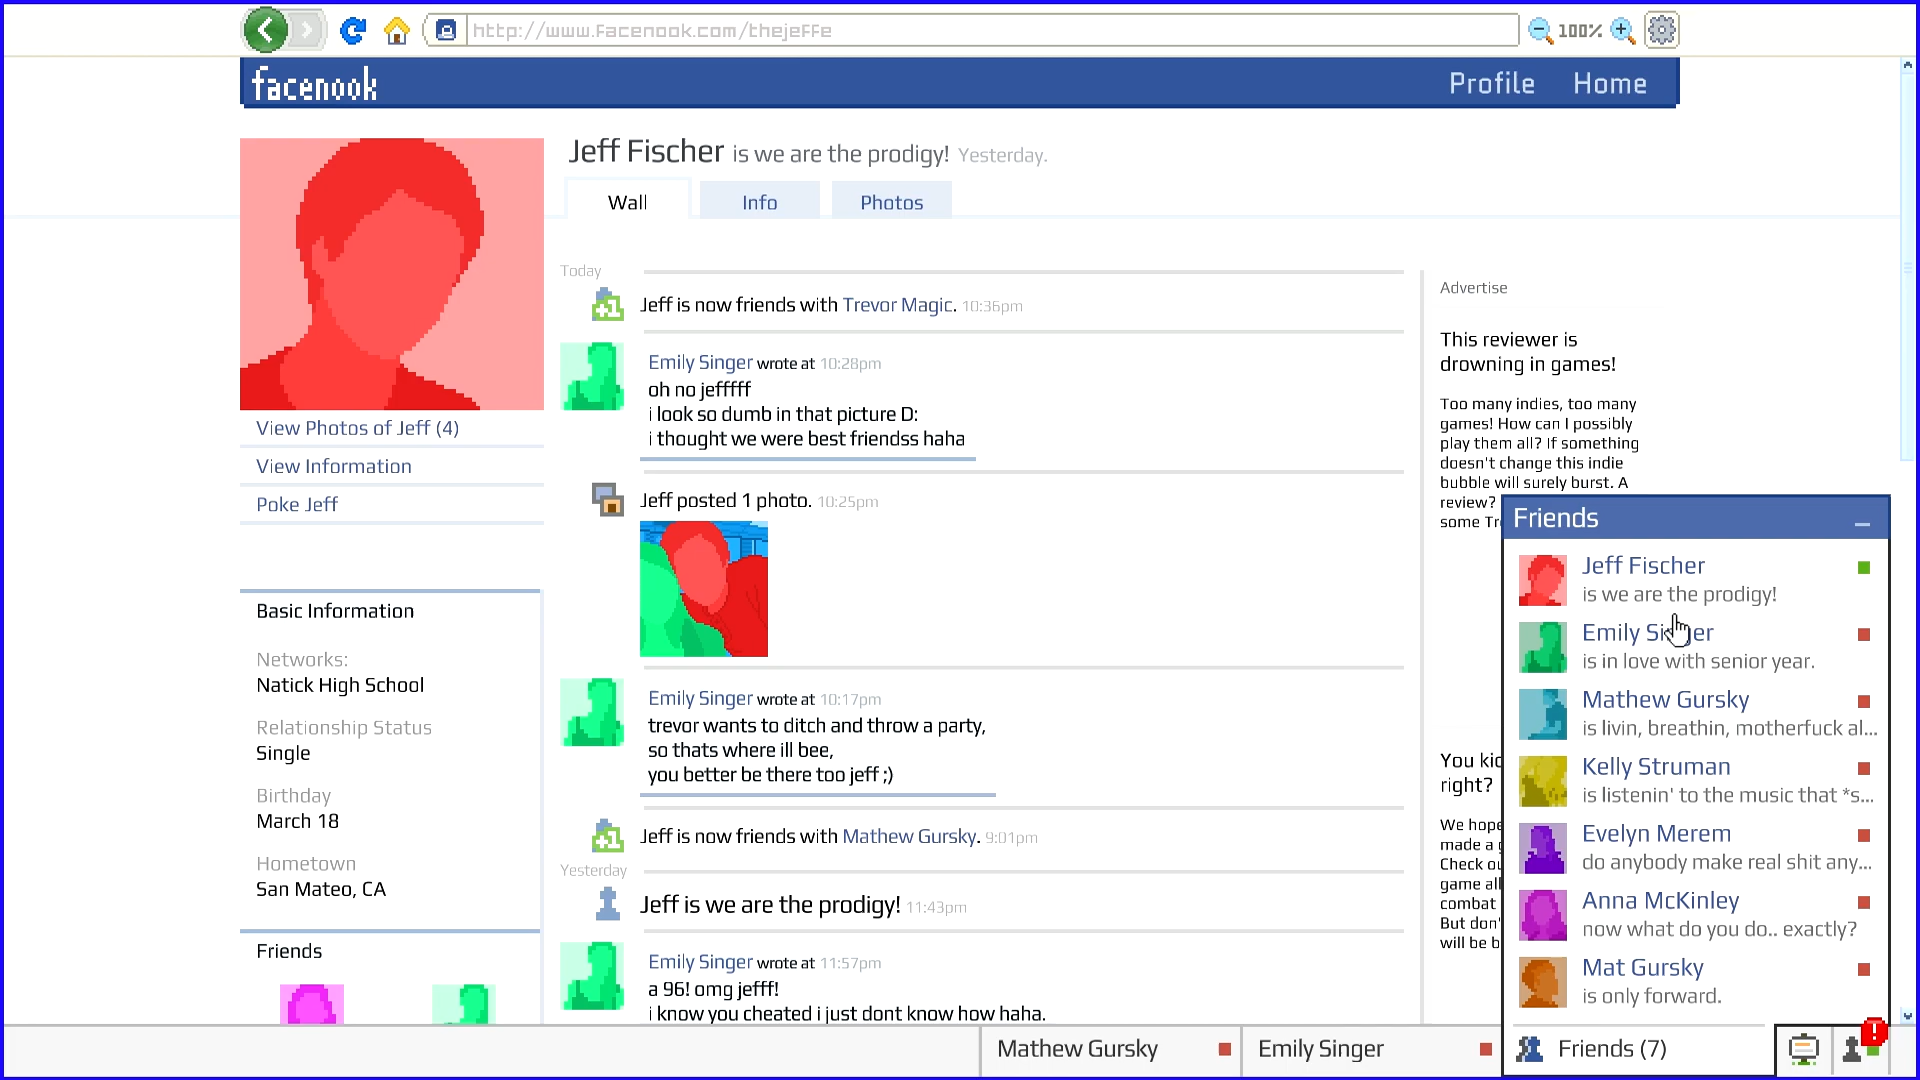 http://www.facenook.com/thejeffe
100%
facenook
Profile
Home
Jeff Fischer is we are the prodigy! Yesterday.
Wall
Info
Photos
View Photos of Jeff (4)
View Information
Poke Jeff
Basic Information
Networks:
Natick High School
Relationship Status
Single
Birthday
March 18
Hometown
San Mateo, CA
Friends
Today
Jeff is now friends with Trevor Magic. 10:36pm
Emily Singer wrote at 10:28pm
oh no jefffff
i look so dumb in that picture D:
i thought we were best friendss haha
Jeff posted 1 photo. 10:25pm
Emily Singer wrote at 10:17pm
trevor wants to ditch and throw a party,
so thats where ill bee,
you better be there too jeff ;)
Jeff is now friends with Mathew Gursky. 9:01pm
Yesterday
Jeff is we are the prodigy! 11:43pm
Emily Singer wrote at 11:57pm
a 96! omg jefff!
i know you cheated i just dont know how haha.
Advertise
This reviewer is
drowning in games!
Too many indies, too many
games! How can I possibly
play them all? If something
doesn't change this indie
bubble will surely burst. A
review?
some
You
right?
We hope
made a
Check
game
combat
But
will be
Friends
Jeff Fischer
is we are the prodigy!
Emily Singer
is in love with senior year.
Mathew Gursky
is livin, breathin, motherfuck al...
Kelly Struman
is listenin' to the music that *s...
Evelyn Merem
do anybody make real shit any...
Anna McKinley
now what do you do.. exactly?
Mat Gursky
is only forward.
Mathew Gursky
Emily Singer
Friends (7)
!